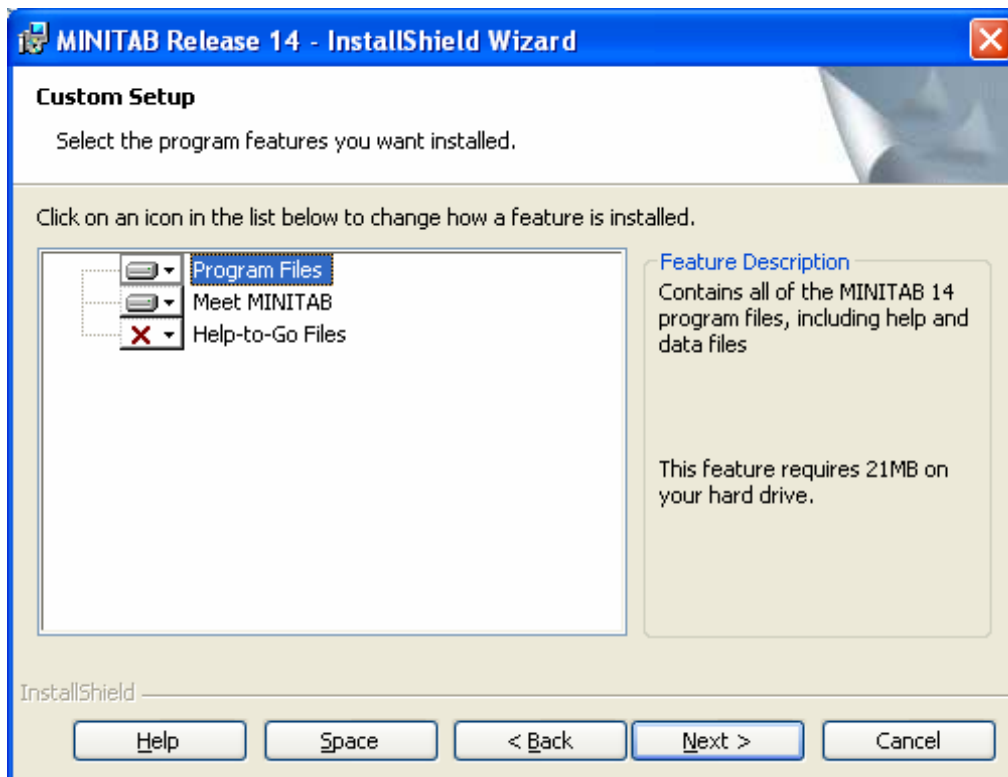 MINITAB Release 14 - InstallShield Wizard
Custom Setup
Select the program features you want installed.
Click on an icon in the list below to change how a feature is installed.
Program Files
Meet MINITAB
Help-to-Go Files
Feature Description
Contains all of the MINITAB 14
program files, including help and
data files
This feature requires 21MB on
your hard drive.
InstallShield
Help
Space
< Back
Next >
Cancel